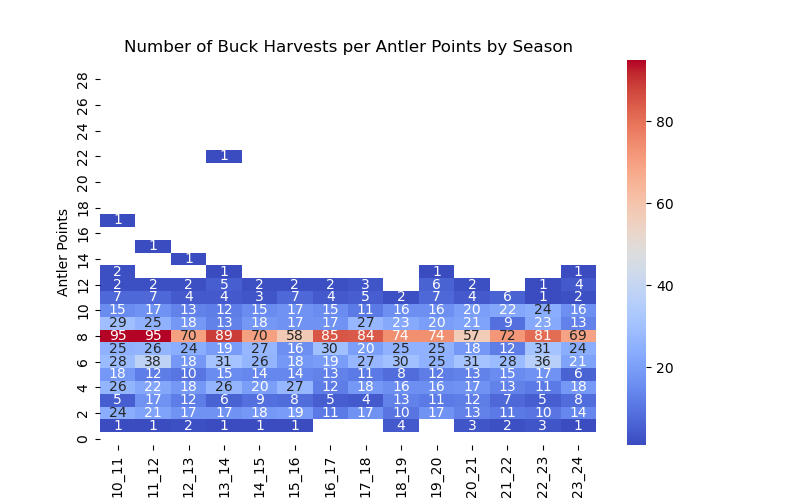 Number of Buck Harvests per Antler Points by Season
Antler Points
28
26
24
22 1
20
18
1
16
1
14 1
2 1 1 1
12 2 2 2 5 2 2 2 3 6 2 1 4
7 7 4 4 3 7 4 5 2 7 4 6 1 2
10 15 17 13 12 15 17 15 11 16 16 20 22 24 16
29 25 18 13 18 17 17 27 23 20 21 9 23 13
8 95 95 70 89 70 58 85 84 74 74 57 72 81 69
25 26 24 19 27 16 30 20 25 25 18 12 31 24
6 28 38 18 31 26 18 19 27 30 25 31 28 36 21
18 12 10 15 14 14 13 11 8 12 8 15 17 6
4 26 22 18 26 20 27 12 18 16 16 17 13 11 18
5 17 12 6 9 8 5 4 13 11 12 7 5 8
2 24 21 17 17 18 19 11 17 10 17 13 11 10 14
1 1 2 1 1 1 4 3 2 3 1
0
10_11 11_12 12_13 13_14 14_15 15_16 16_17 17_18 18_19 19_20 20_21 21_22 22_23 23_24
80
60
40
20